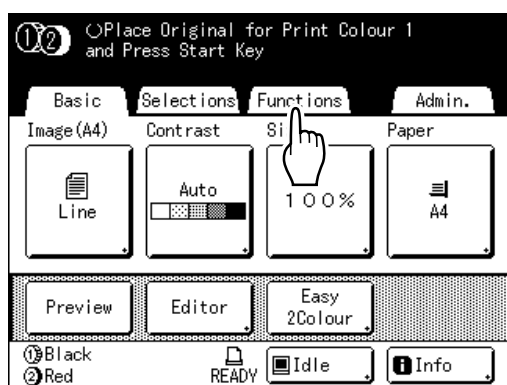 ①② Place Original for Print Colour 1
and Press Start Key
Basic Selections Functions Admin.
Image(A4) Contrast Si Paper
Line Auto 100% A4
Preview Editor Easy
2Colour
①Black
②Red READY Idle Info